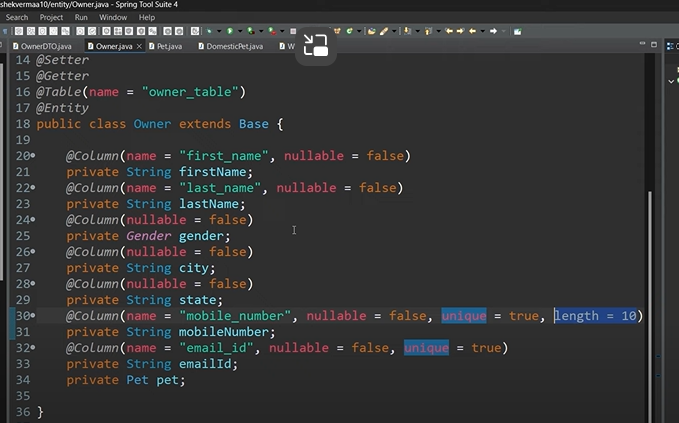 shekvermaa10/entity/Owner.java - Spring Tool Suite 4
Search Project Run Window Help
OwnerDTO.java Owner.java Pet.java DomesticPet.java W
14 @Setter
15 @Getter
16 @Table(name = "owner_table")
17 @Entity
18 public class Owner extends Base {
19
20 @Column(name = "first_name", nullable = false)
21 private String firstName;
22 @Column(name = "last_name", nullable = false)
23 private String lastName;
24 @Column(nullable = false)
25 private Gender gender;
26 @Column(nullable = false)
27 private String city;
28 @Column(nullable = false)
29 private String state;
30 @Column(name = "mobile_number", nullable = false, unique = true, length = 10)
31 private String mobileNumber;
32 @Column(name = "email_id", nullable = false, unique = true)
33 private String emailId;
34 private Pet pet;
35
36 }